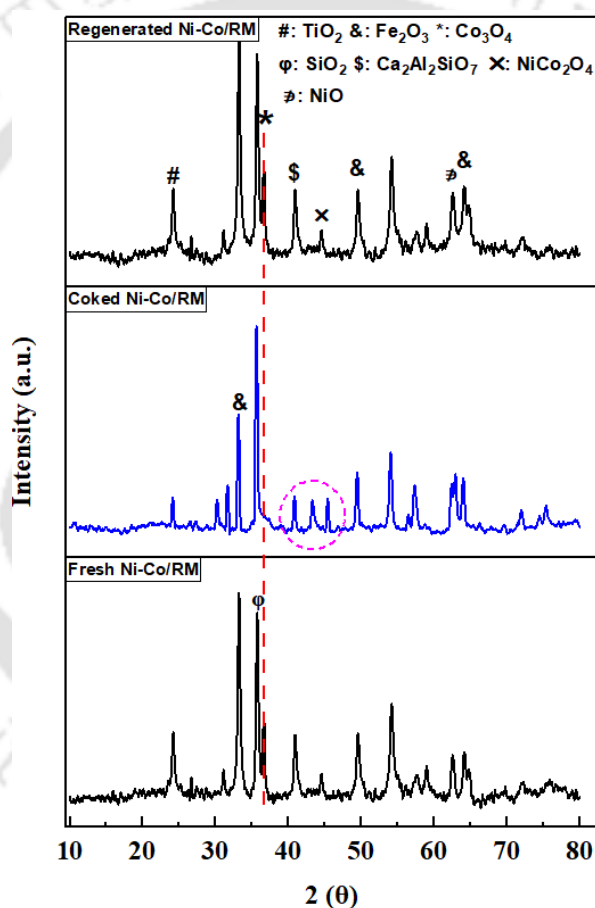 Regenerated Ni-Co/RM
#: TiO₂ &: Fe₂O₃ *: Co₃O₄
φ: SiO₂ $: Ca₂Al₂SiO₇ ×: NiCo₂O₄
∌: NiO
*
#
$
×
&
∌
&
Coked Ni-Co/RM
&
Fresh Ni-Co/RM
φ
Intensity (a.u.)
10 20 30 40 50 60 70 80
2 (θ)